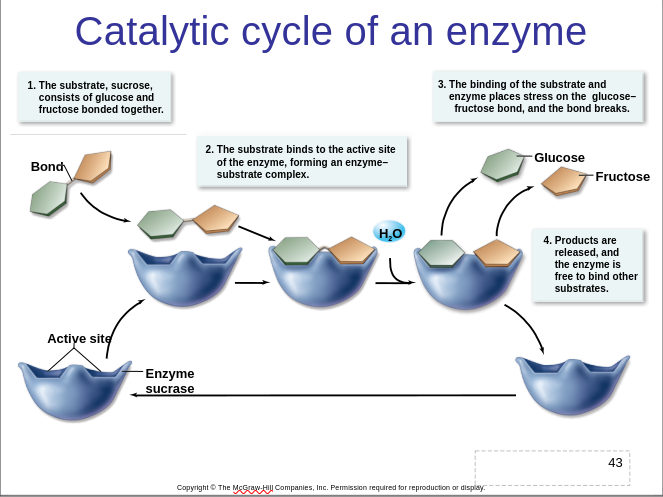 Catalytic cycle of an enzyme
1. The substrate, sucrose,
consists of glucose and
fructose bonded together.
2. The substrate binds to the active site
of the enzyme, forming an enzyme–
substrate complex.
3. The binding of the substrate and
enzyme places stress on the glucose–
fructose bond, and the bond breaks.
Bond
Glucose
Fructose
H2O
4. Products are
released, and
the enzyme is
free to bind other
substrates.
Active site
Enzyme
sucrase
43
Copyright © The McGraw-Hill Companies, Inc. Permission required for reproduction or display.